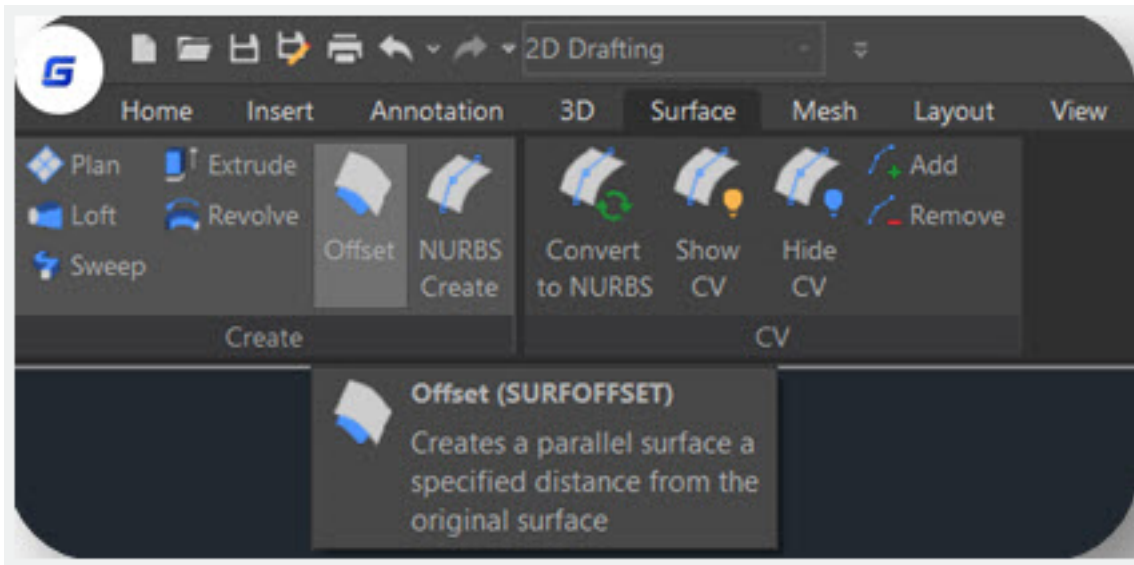 G
2D Drafting
Home Insert Annotation 3D Surface Mesh Layout View
Plan Extrude
Loft Revolve
Sweep
Offset
NURBS
Create
Convert
to NURBS
Show
CV
Hide
CV
Add
Remove
Create
CV
Offset (SURFOFFSET)
Creates a parallel surface a
specified distance from the
original surface